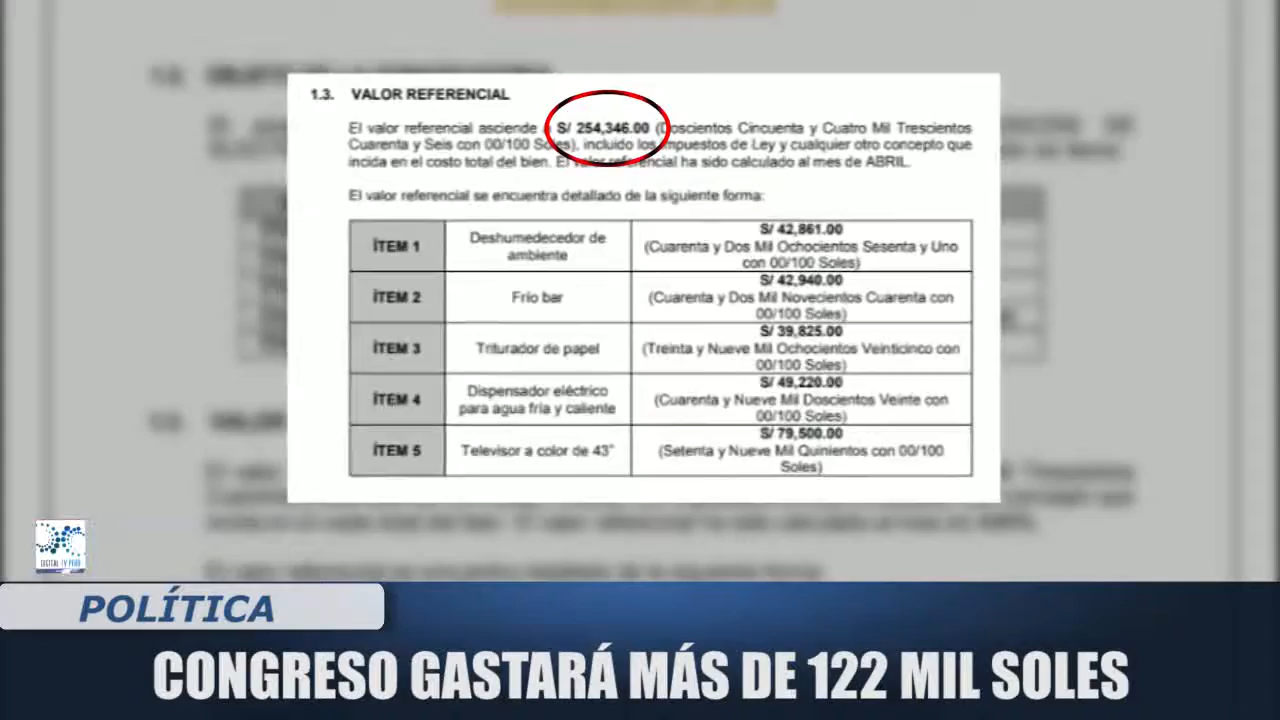 1.3. VALOR REFERENCIAL
El valor referencial asciende a S/ 254,346.00 (Doscientos Cincuenta y Cuatro Mil Trescientos
Cuarenta y Seis con 00/100 Soles), incluido los impuestos de Ley y cualquier otro concepto que
incida en el costo total del bien. El valor referencial ha sido calculado al mes de ABRIL.
El valor referencial se encuentra detallado de la siguiente forma:
ÍTEM 1
Deshumedecedor de
ambiente
S/ 42,861.00
(Cuarenta y Dos Mil Ochocientos Sesenta y Uno
con 00/100 Soles)
ÍTEM 2
Frío bar
S/ 42,940.00
(Cuarenta y Dos Mil Novecientos Cuarenta con
00/100 Soles)
ÍTEM 3
Triturador de papel
S/ 39,825.00
(Treinta y Nueve Mil Ochocientos Veinticinco con
00/100 Soles)
ÍTEM 4
Dispensador eléctrico
para agua fría y caliente
S/ 49,220.00
(Cuarenta y Nueve Mil Doscientos Veinte con
00/100 Soles)
ÍTEM 5
Televisor a color de 43"
S/ 79,500.00
(Setenta y Nueve Mil Quinientos con 00/100
Soles)
DIGITAL TV PERÚ
POLÍTICA
CONGRESO GASTARÁ MÁS DE 122 MIL SOLES